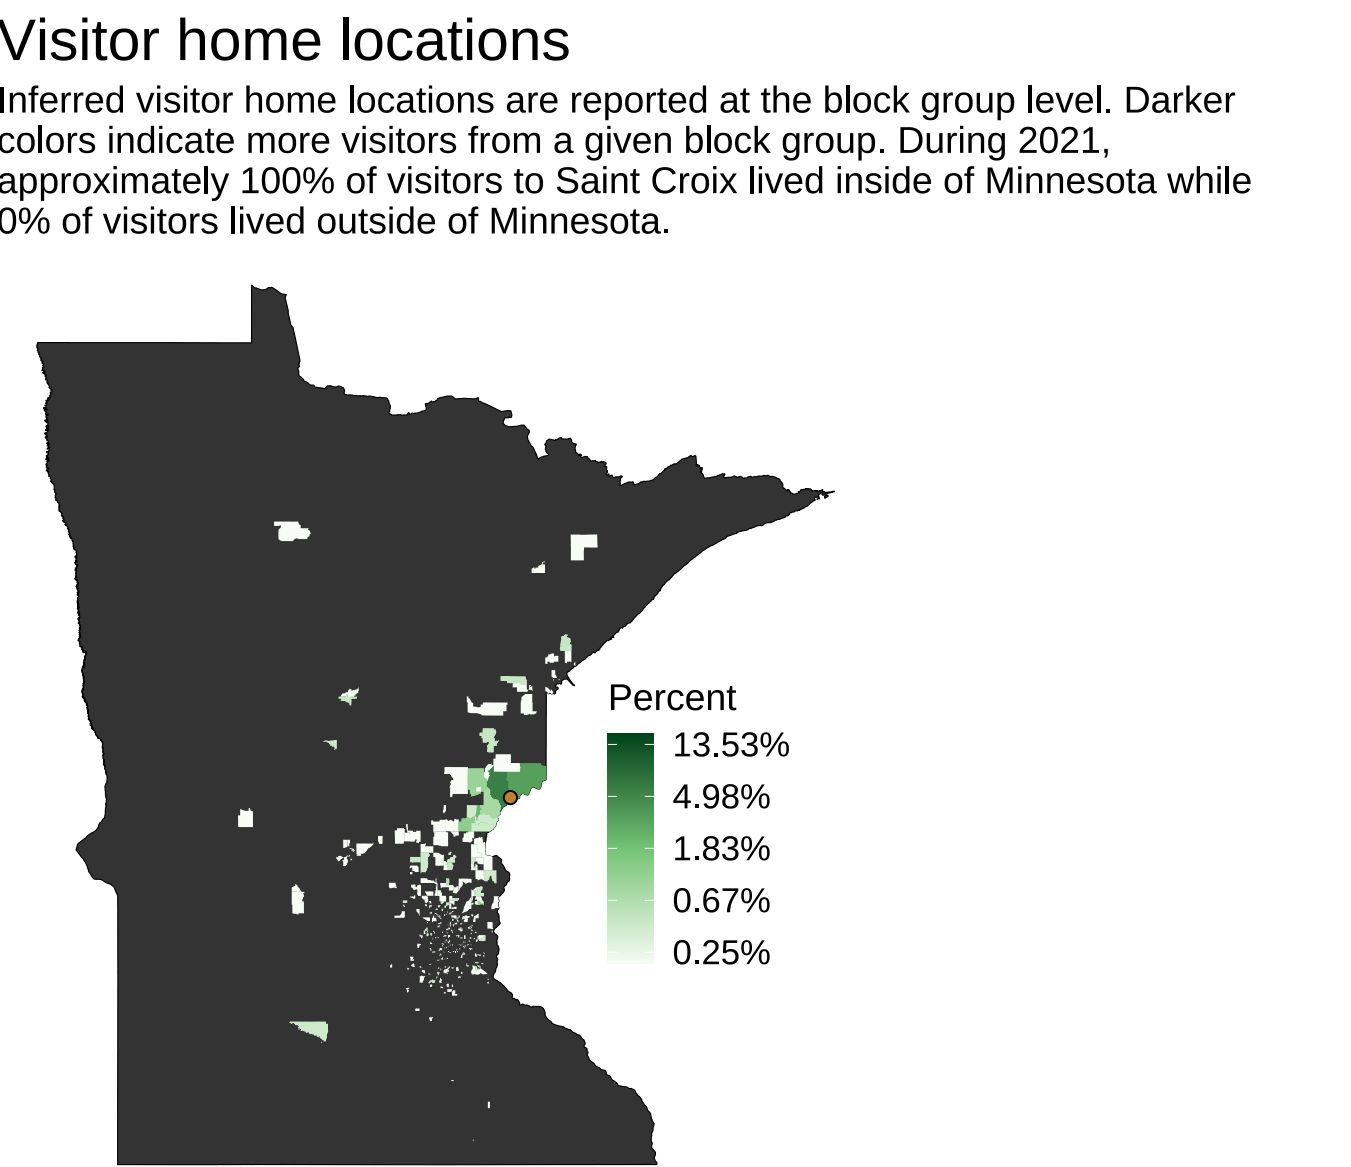 Visitor home locations
Inferred visitor home locations are reported at the block group level. Darker
colors indicate more visitors from a given block group. During 2021,
approximately 100% of visitors to Saint Croix lived inside of Minnesota while
0% of visitors lived outside of Minnesota.
Percent
13.53%
4.98%
1.83%
0.67%
0.25%